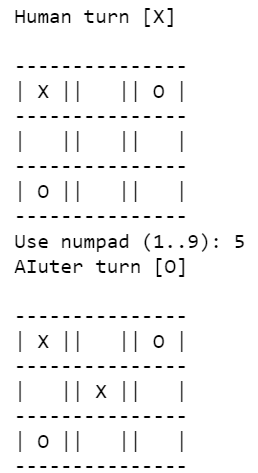 Human turn [X]
---------------
| X ||   || O |
---------------
|   ||   ||   |
---------------
| O ||   ||   |
---------------
Use numpad (1..9): 5
AIuter turn [O]
---------------
| X ||   || O |
---------------
|   || X ||   |
---------------
| O ||   ||   |
---------------